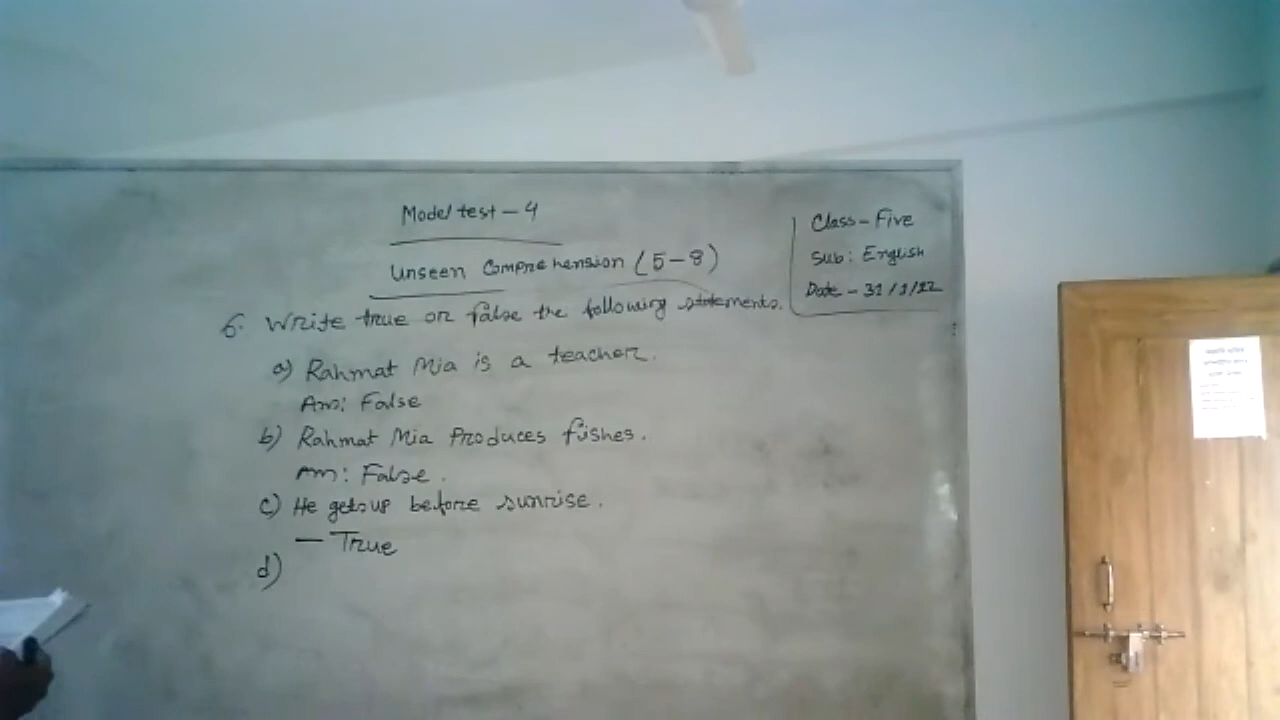 Model test - 4
Unseen Comprehension (5-8)
Class - Five
Sub: English
Date - 31/1/22
6. Write true or false the following statements.
a) Rahmat Mia is a teacher.
Ans: False
b) Rahmat Mia Produces fishes.
Ans: False.
c) He gets up before sunrise.
— True
d)